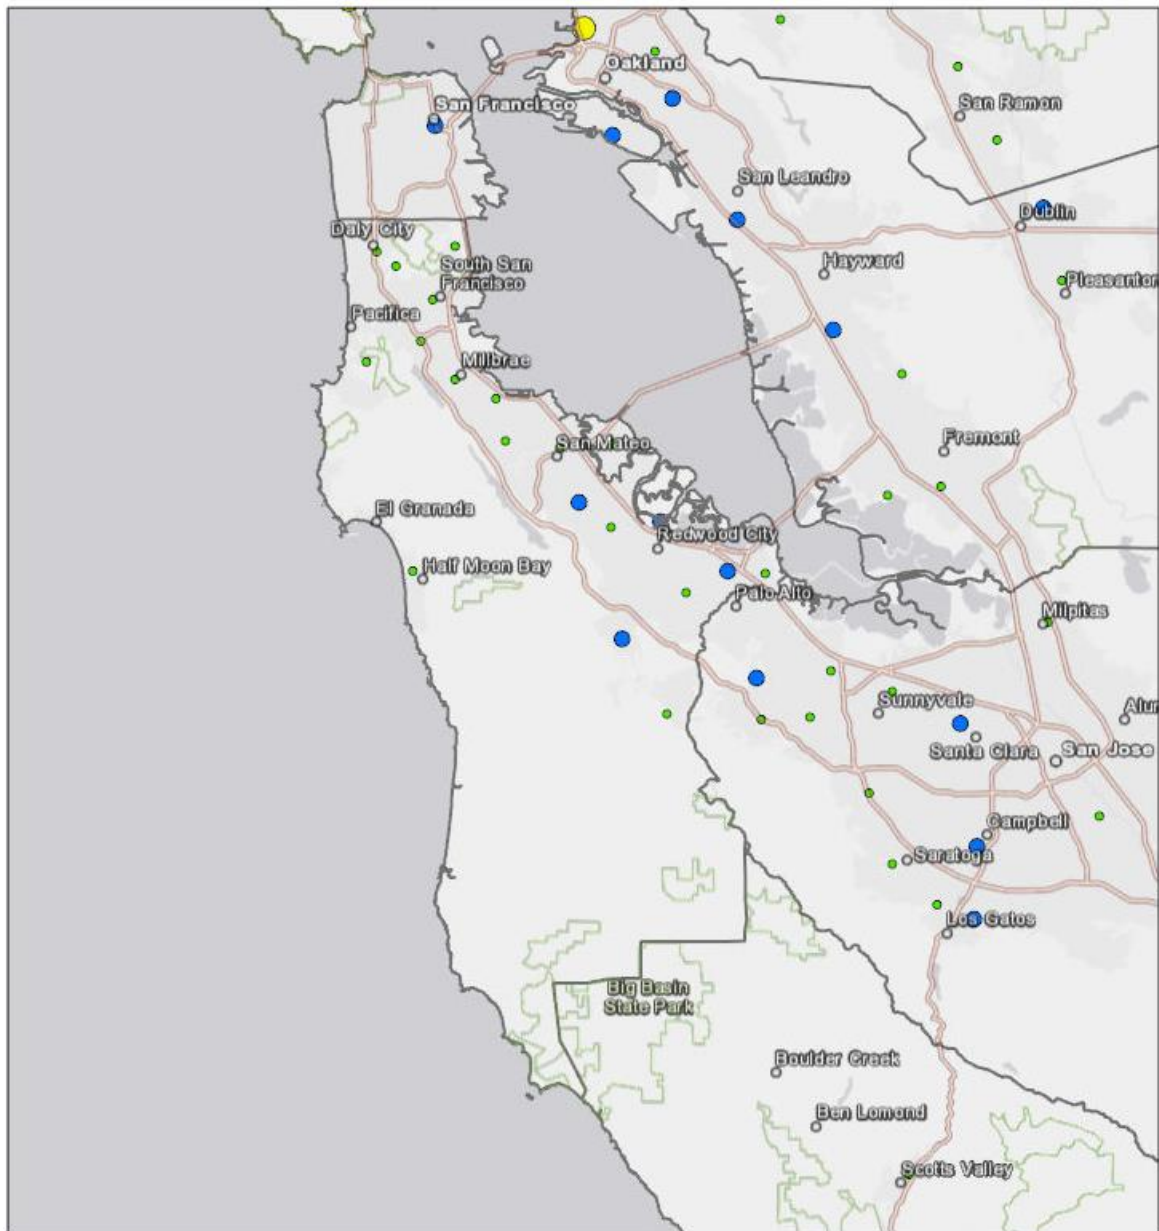 Oakland
San Francisco
San Ramon
San Leandro
Dublin
Daly City
South San
Francisco
Hayward
Pleasanton
Pacifica
Millbrae
San Mateo
Fremont
El Granada
Redwood City
Half Moon Bay
Palo Alto
Milpitas
Sunnyvale
Alur
Santa Clara
San Jose
Campbell
Saratoga
Los Gatos
Big Basin
State Park
Boulder Creek
Ben Lomond
Scotts Valley